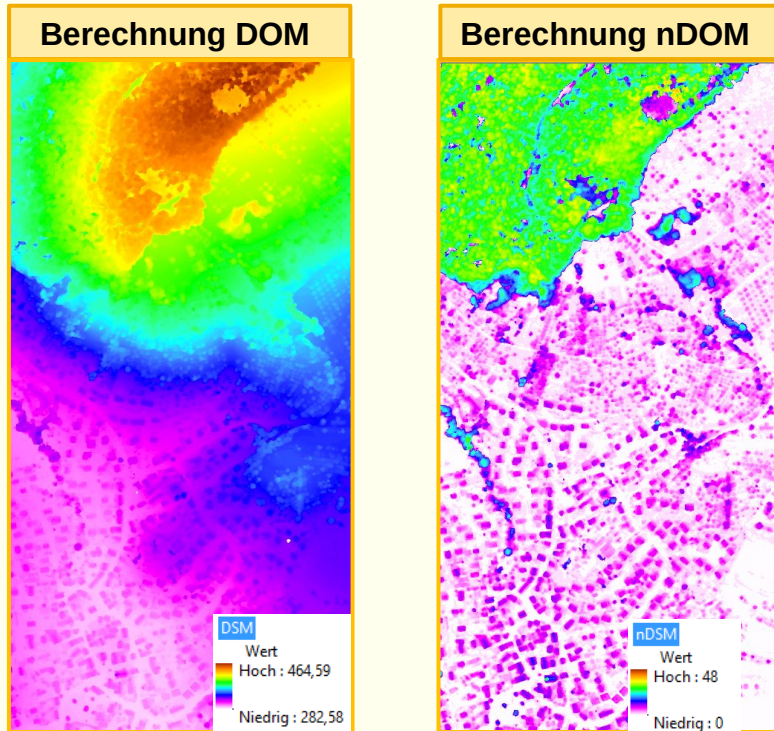 Berechnung DOM
Berechnung nDOM
DSM
Wert
Hoch : 464,59
Niedrig : 282,58
nDSM
Wert
Hoch : 48
Niedrig : 0